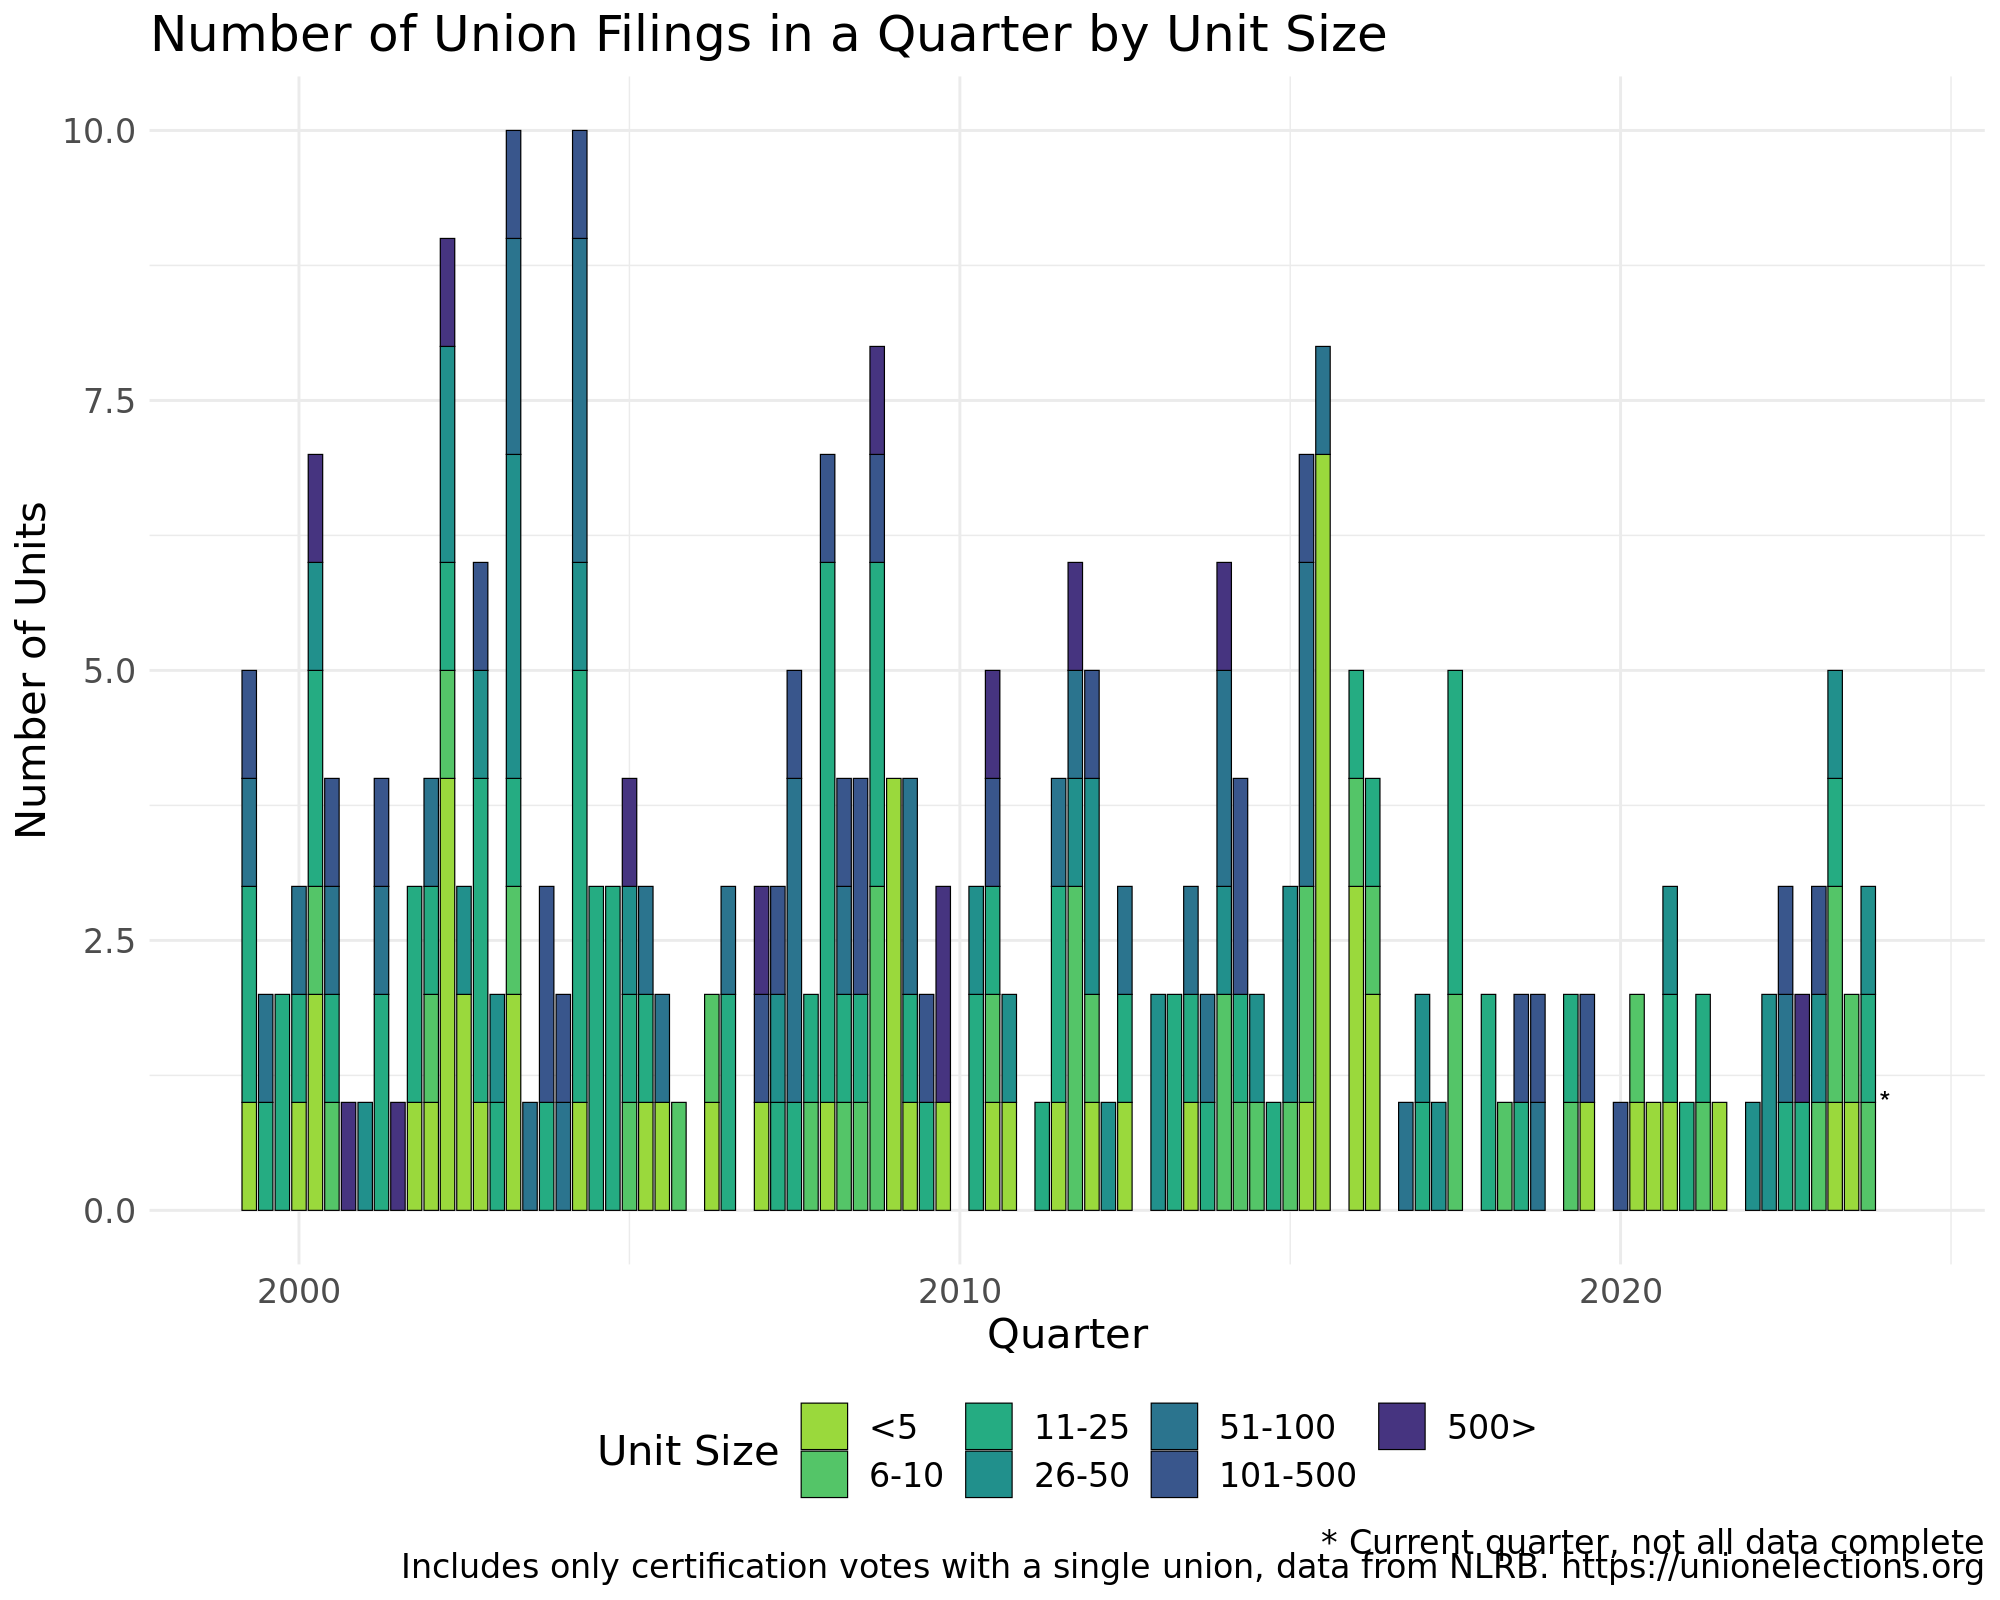 Number of Union Filings in a Quarter by Unit Size
10.0
7.5
5.0
2.5
0.0
Number of Units
*
2000 2010 2020
Quarter
Unit Size
<5 11-25 51-100 500>
6-10 26-50 101-500
* Current quarter, not all data complete
Includes only certification votes with a single union, data from NLRB. https://unionelections.org